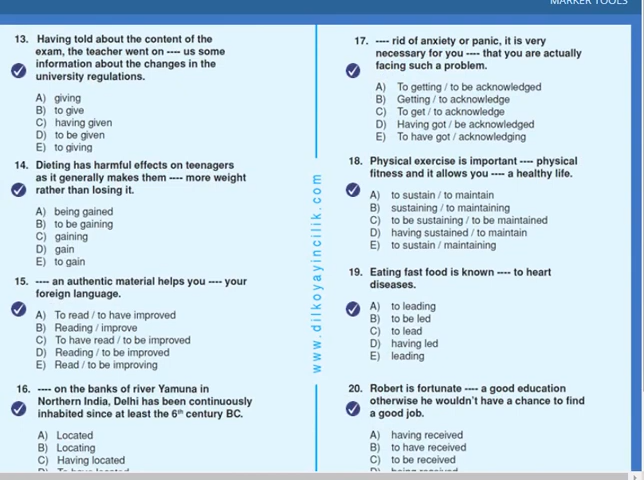 MARKER TOOLS
13. Having told about the content of the
exam, the teacher went on ---- us some
information about the changes in the
university regulations.
A) giving
B) to give
C) having given
D) to be given
E) to giving
14. Dieting has harmful effects on teenagers
as it generally makes them ---- more weight
rather than losing it.
A) being gained
B) to be gaining
C) gaining
D) gain
E) to gain
15. ---- an authentic material helps you ---- your
foreign language.
A) To read / to have improved
B) Reading / improve
C) To have read / to be improved
D) Reading / to be improved
E) Read / to be improving
16. ---- on the banks of river Yamuna in
Northern India, Delhi has been continuously
inhabited since at least the 6th century BC.
A) Located
B) Locating
C) Having located
D) To have located
www.dilkoyayincilik.com
17. ---- rid of anxiety or panic, it is very
necessary for you ---- that you are actually
facing such a problem.
A) To getting / to be acknowledged
B) Getting / to acknowledge
C) To get / to acknowledge
D) Having got / be acknowledged
E) To have got / acknowledging
18. Physical exercise is important ---- physical
fitness and it allows you ---- a healthy life.
A) to sustain / to maintain
B) sustaining / to maintaining
C) to be sustaining / to be maintained
D) having sustained / to maintain
E) to sustain / maintaining
19. Eating fast food is known ---- to heart
diseases.
A) to leading
B) to be led
C) to lead
D) having led
E) leading
20. Robert is fortunate ---- a good education
otherwise he wouldn't have a chance to find
a good job.
A) having received
B) to have received
C) to be received
D) being received